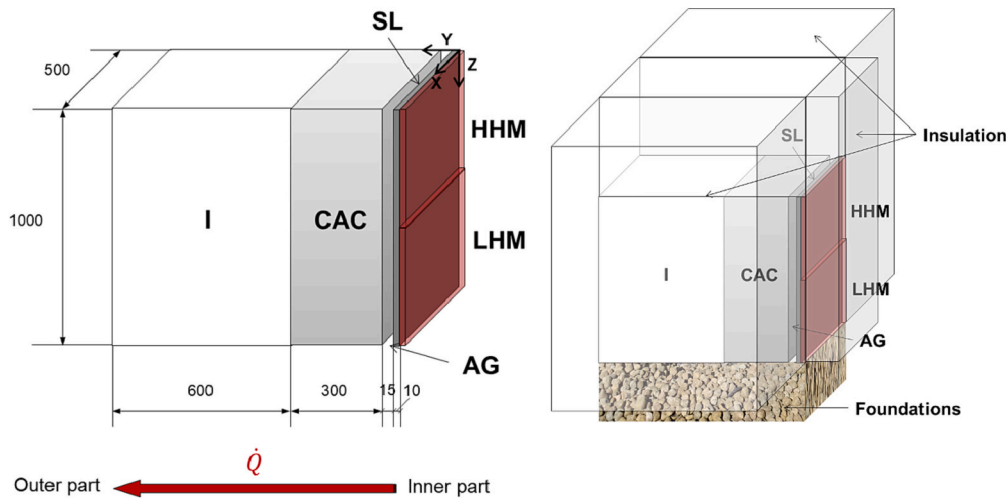 SL
Y
Z
X
500
HHM
1000
I
CAC
LHM
AG
600
300
15
10
Q̇
Outer part
Inner part
SL
Insulation
HHM
I
CAC
LHM
AG
Foundations